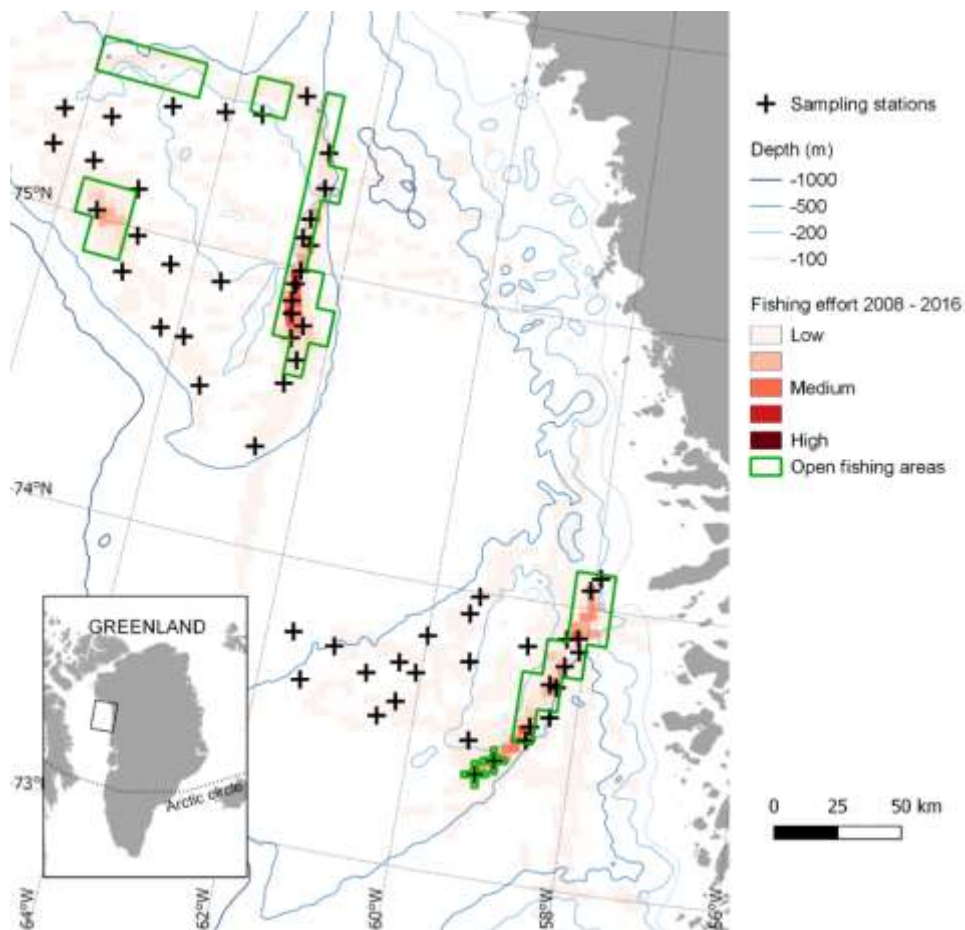 Sampling stations
Depth (m)
-1000
-500
-200
-100
Fishing effort 2008 - 2016
Low
Medium
High
Open fishing areas
75°N
74°N
73°N
GREENLAND
Arctic circle
0 25 50 km
64°W
62°W
60°W
58°W
56°W